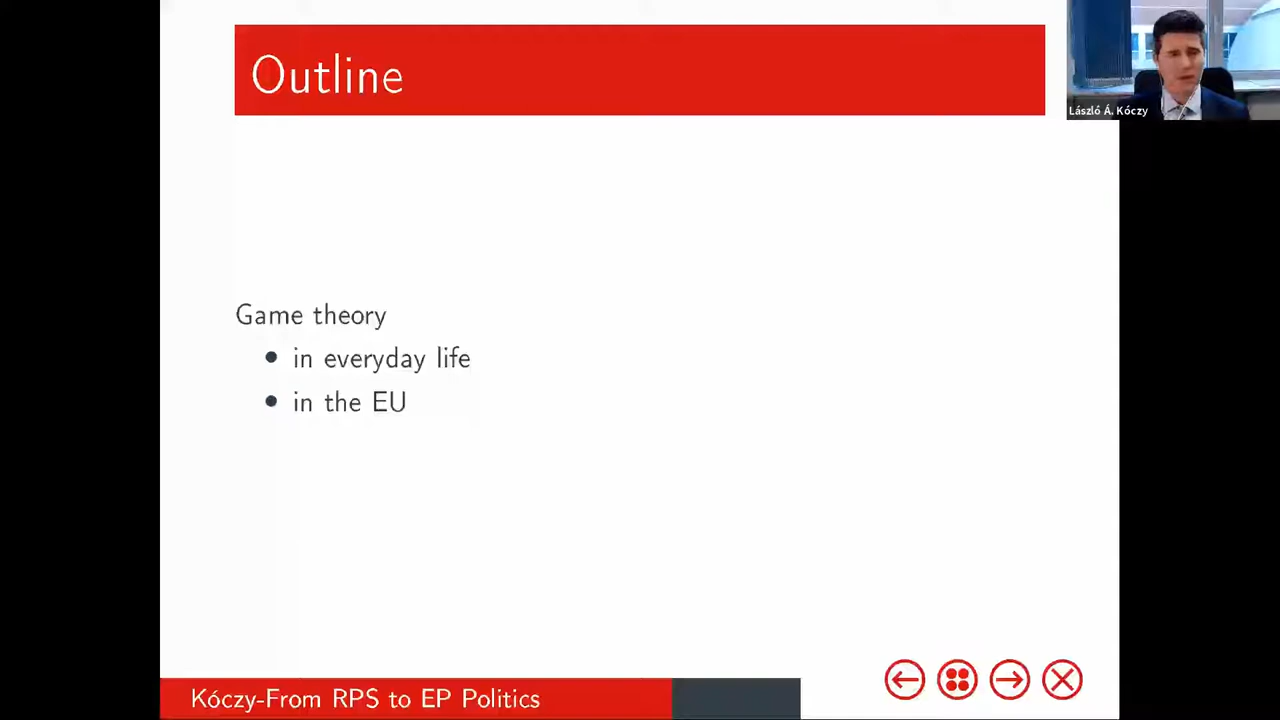 Outline
László Á. Kóczy
Game theory
• in everyday life
• in the EU
Kóczy-From RPS to EP Politics